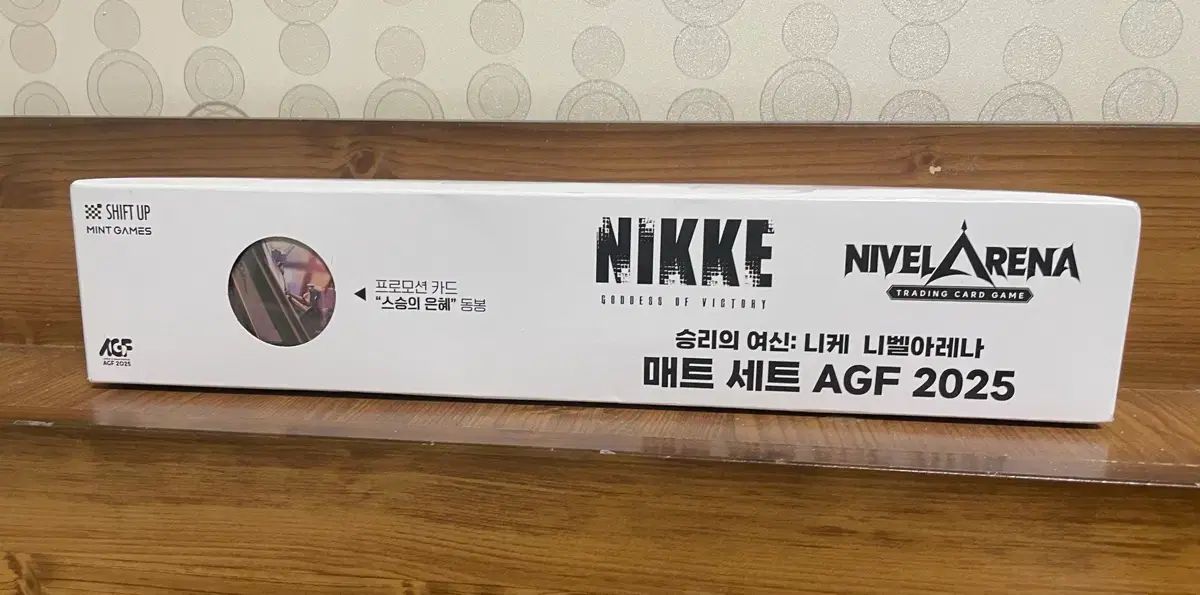 SHIFT UP
MINT GAMES
프로모션 카드
"스승의 은혜" 동봉
AGF
AGF 2025
NIKKE
GODDESS OF VICTORY
NIVEL ARENA
TRADING CARD GAME
승리의 여신: 니케 니벨아레나
매트 세트 AGF 2025